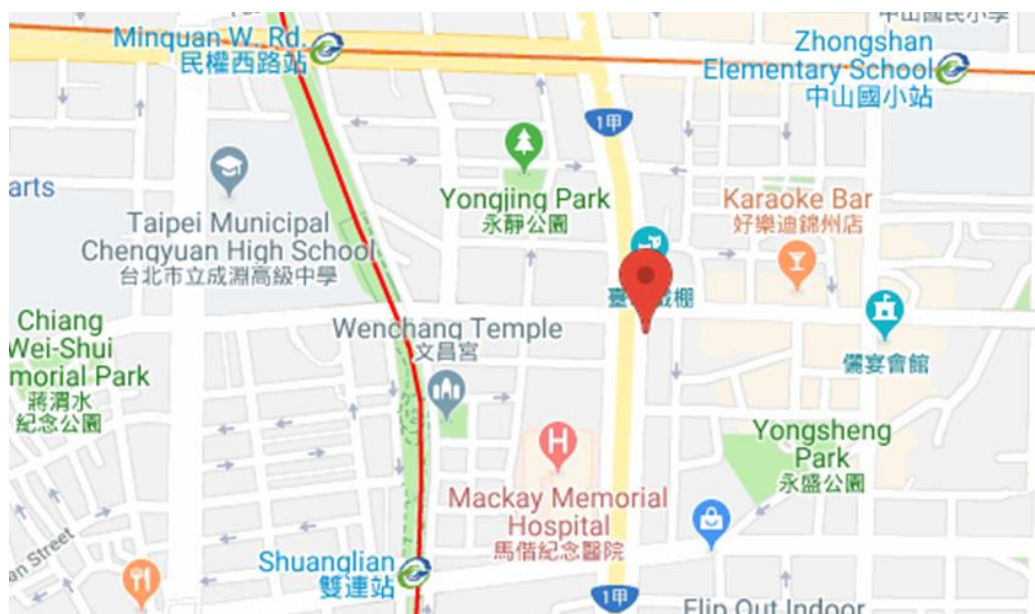 中山國民小學
Minquan W. Rd.
民權西路站
Zhongshan
Elementary School
中山國小站
1甲
arts
Taipei Municipal
Chengyuan High School
台北市立成淵高級中學
Yongjing Park
永靜公園
Karaoke Bar
好樂迪錦州店
臺
戲棚
Chiang
Wei-Shui
morial Park
蔣渭水
紀念公園
Wenchang Temple
文昌宮
儷宴會館
H
Mackay Memorial
Hospital
馬偕紀念醫院
Yongsheng
Park
永盛公園
an Street
Shuanglian
雙連站
1甲
Flip Out Indoor